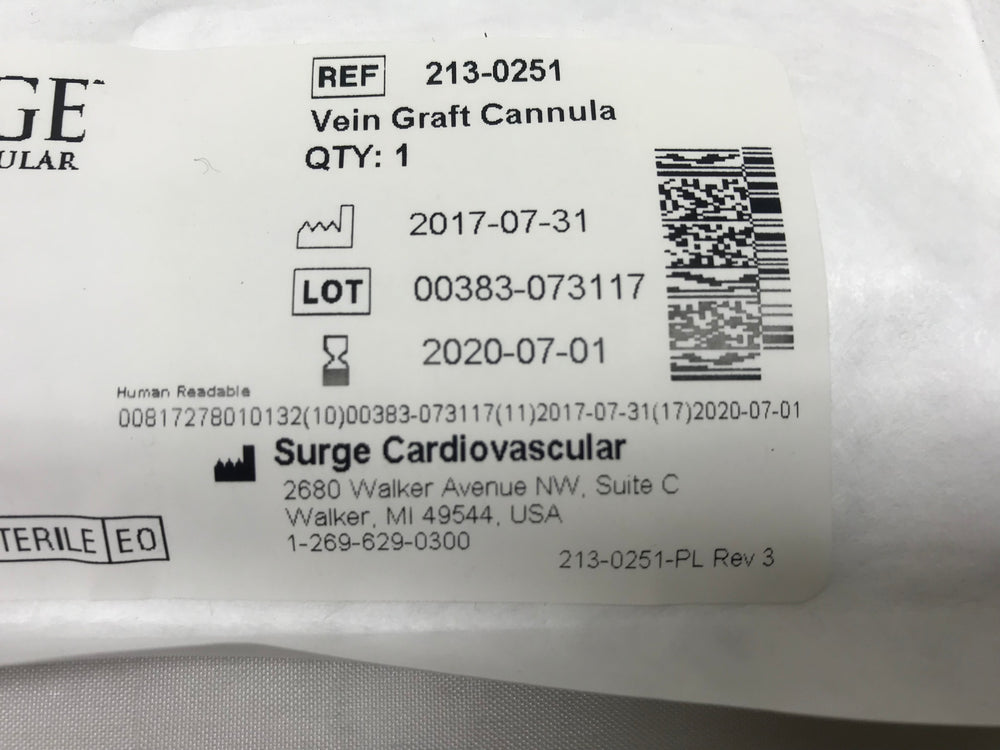 GE™
ULAR
REF 213-0251
Vein Graft Cannula
QTY: 1
2017-07-31
LOT 00383-073117
2020-07-01
Human Readable
00817278010132(10)00383-073117(11)2017-07-31(17)2020-07-01
Surge Cardiovascular
2680 Walker Avenue NW, Suite C
Walker, MI 49544, USA
1-269-629-0300
TERILE EO
213-0251-PL Rev 3